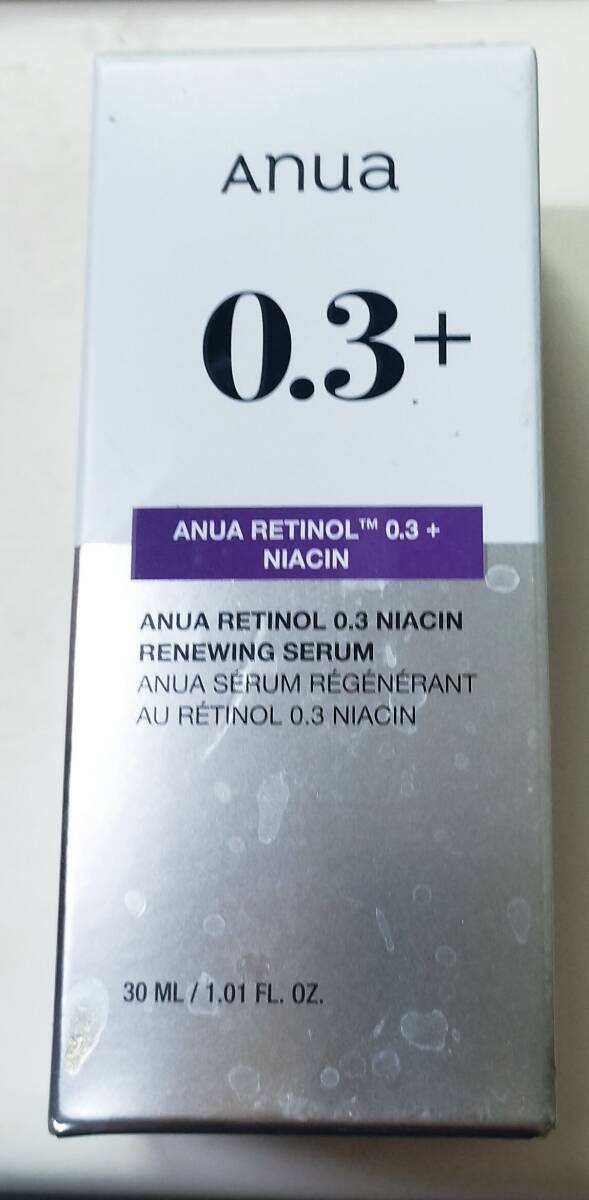 Anua
0.3+
ANUA RETINOL™ 0.3 +
NIACIN
ANUA RETINOL 0.3 NIACIN
RENEWING SERUM
ANUA SÉRUM RÉGÉNÉRANT
AU RÉTINOL 0.3 NIACIN
30 ML / 1.01 FL. OZ.